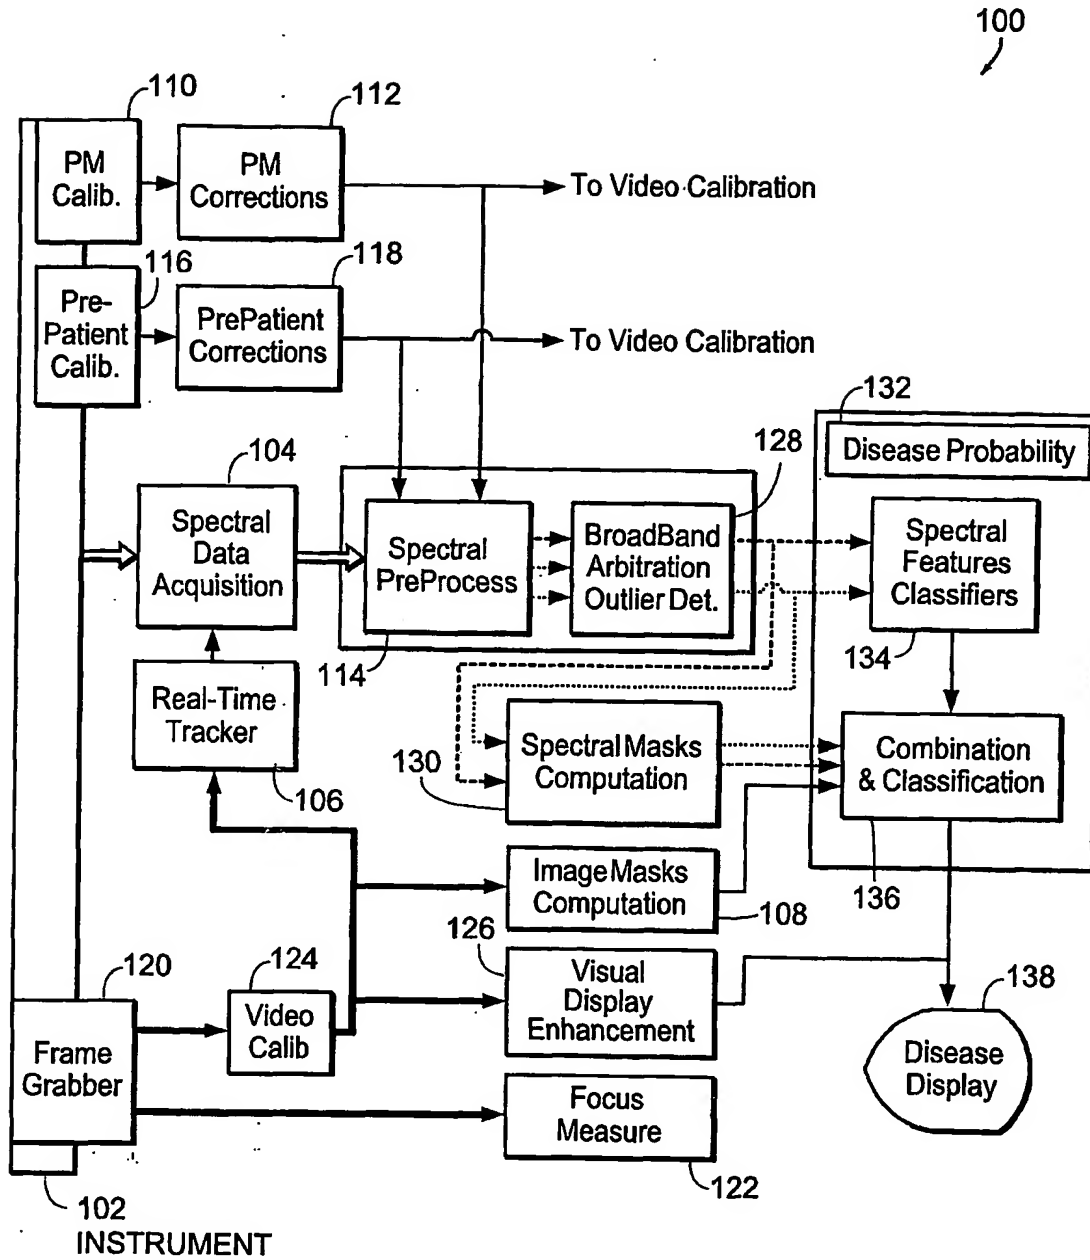 100
110
112
PM
Calib.
PM
Corrections
To Video Calibration
116
118
Pre-
Patient
Calib.
PrePatient
Corrections
To Video Calibration
132
Disease Probability
104
128
Spectral
Data
Acquisition
Spectral
PreProcess
BroadBand
Arbitration
Outlier Det.
Spectral
Features
Classifiers
114
134
Real-Time
Tracker
106
130
Spectral Masks
Computation
Combination
& Classification
136
Image Masks
Computation
108
126
Visual
Display
Enhancement
120
124
Frame
Grabber
Video
Calib
138
Disease
Display
Focus
Measure
122
102
INSTRUMENT